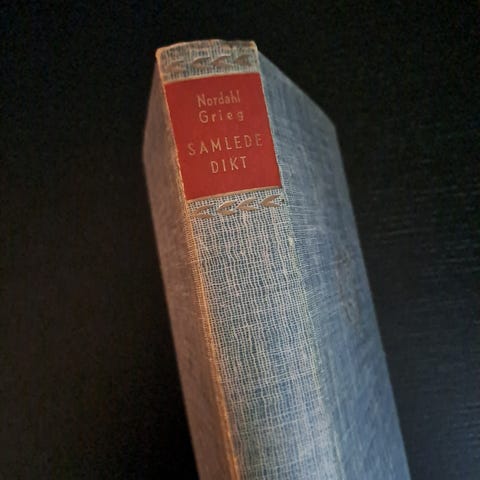 Nordahl
Grieg
SAMLEDE
DIKT